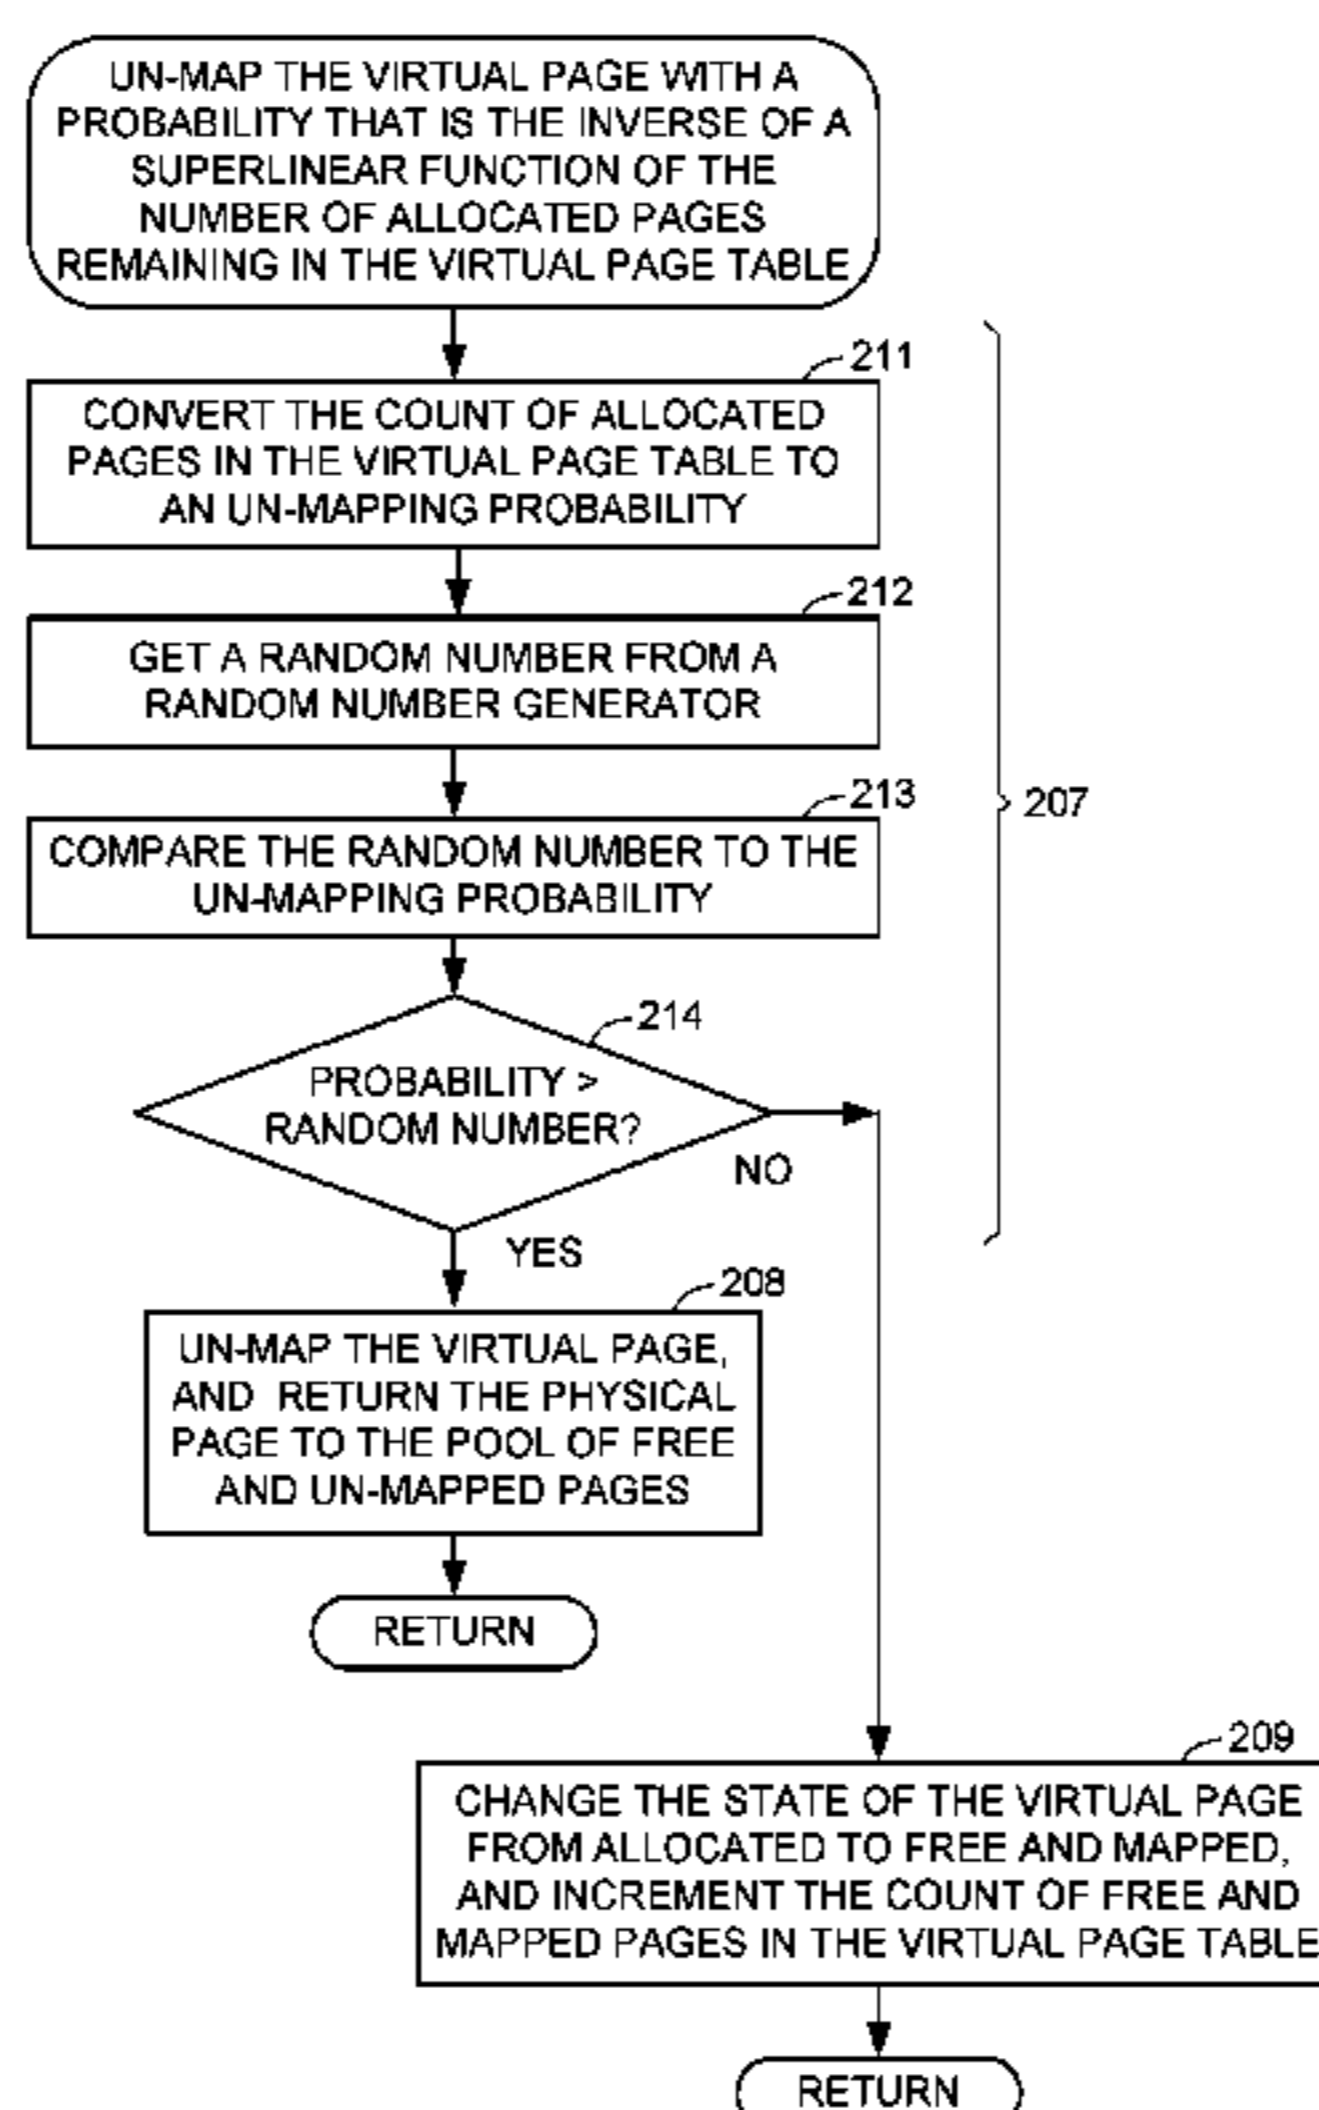 UN-MAP THE VIRTUAL PAGE WITH A
PROBABILITY THAT IS THE INVERSE OF A
SUPERLINEAR FUNCTION OF THE
NUMBER OF ALLOCATED PAGES
REMAINING IN THE VIRTUAL PAGE TABLE
211
CONVERT THE COUNT OF ALLOCATED
PAGES IN THE VIRTUAL PAGE TABLE TO
AN UN-MAPPING PROBABILITY
212
GET A RANDOM NUMBER FROM A
RANDOM NUMBER GENERATOR
213
207
COMPARE THE RANDOM NUMBER TO THE
UN-MAPPING PROBABILITY
214
PROBABILITY >
RANDOM NUMBER?
NO
YES
208
UN-MAP THE VIRTUAL PAGE,
AND RETURN THE PHYSICAL
PAGE TO THE POOL OF FREE
AND UN-MAPPED PAGES
RETURN
209
CHANGE THE STATE OF THE VIRTUAL PAGE
FROM ALLOCATED TO FREE AND MAPPED,
AND INCREMENT THE COUNT OF FREE AND
MAPPED PAGES IN THE VIRTUAL PAGE TABLE
RETURN